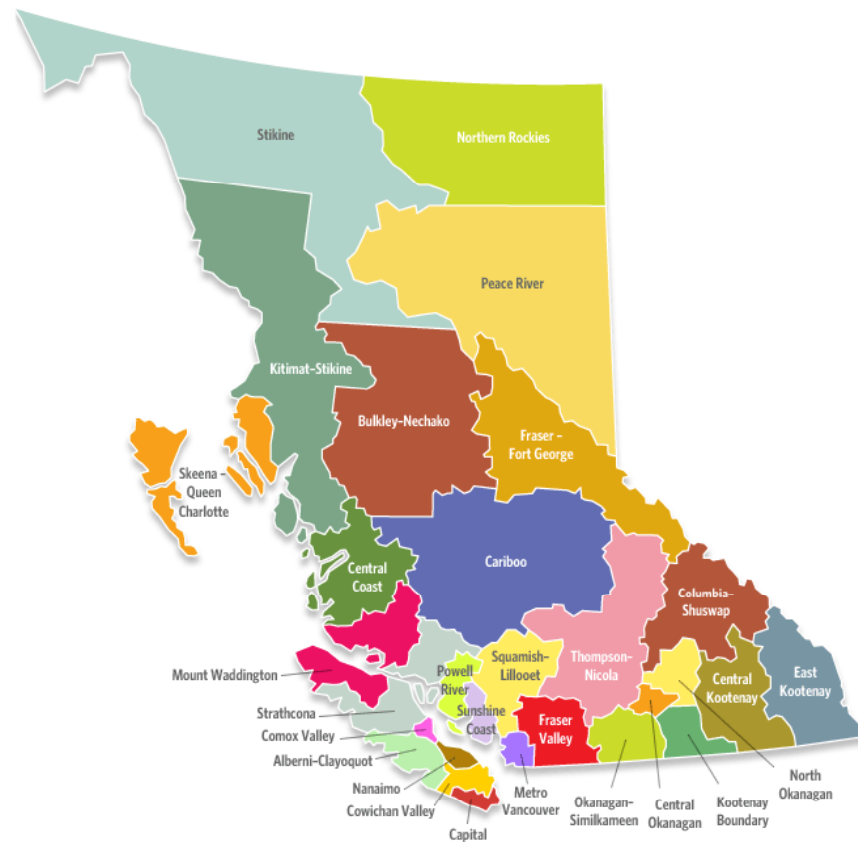 Stikine
Northern Rockies
Peace River
Kitimat–Stikine
Bulkley–Nechako
Fraser –
Fort George
Skeena –
Queen
Charlotte
Cariboo
Central
Coast
Columbia–
Shuswap
Mount Waddington
Powell
River
Squamish–
Lillooet
Thompson–
Nicola
Central
Kootenay
East
Kootenay
Strathcona
Sunshine
Coast
Fraser
Valley
Comox Valley
Alberni–Clayoquot
Nanaimo
Cowichan Valley
Capital
Metro
Vancouver
Okanagan–
Similkameen
Central
Okanagan
Kootenay
Boundary
North
Okanagan